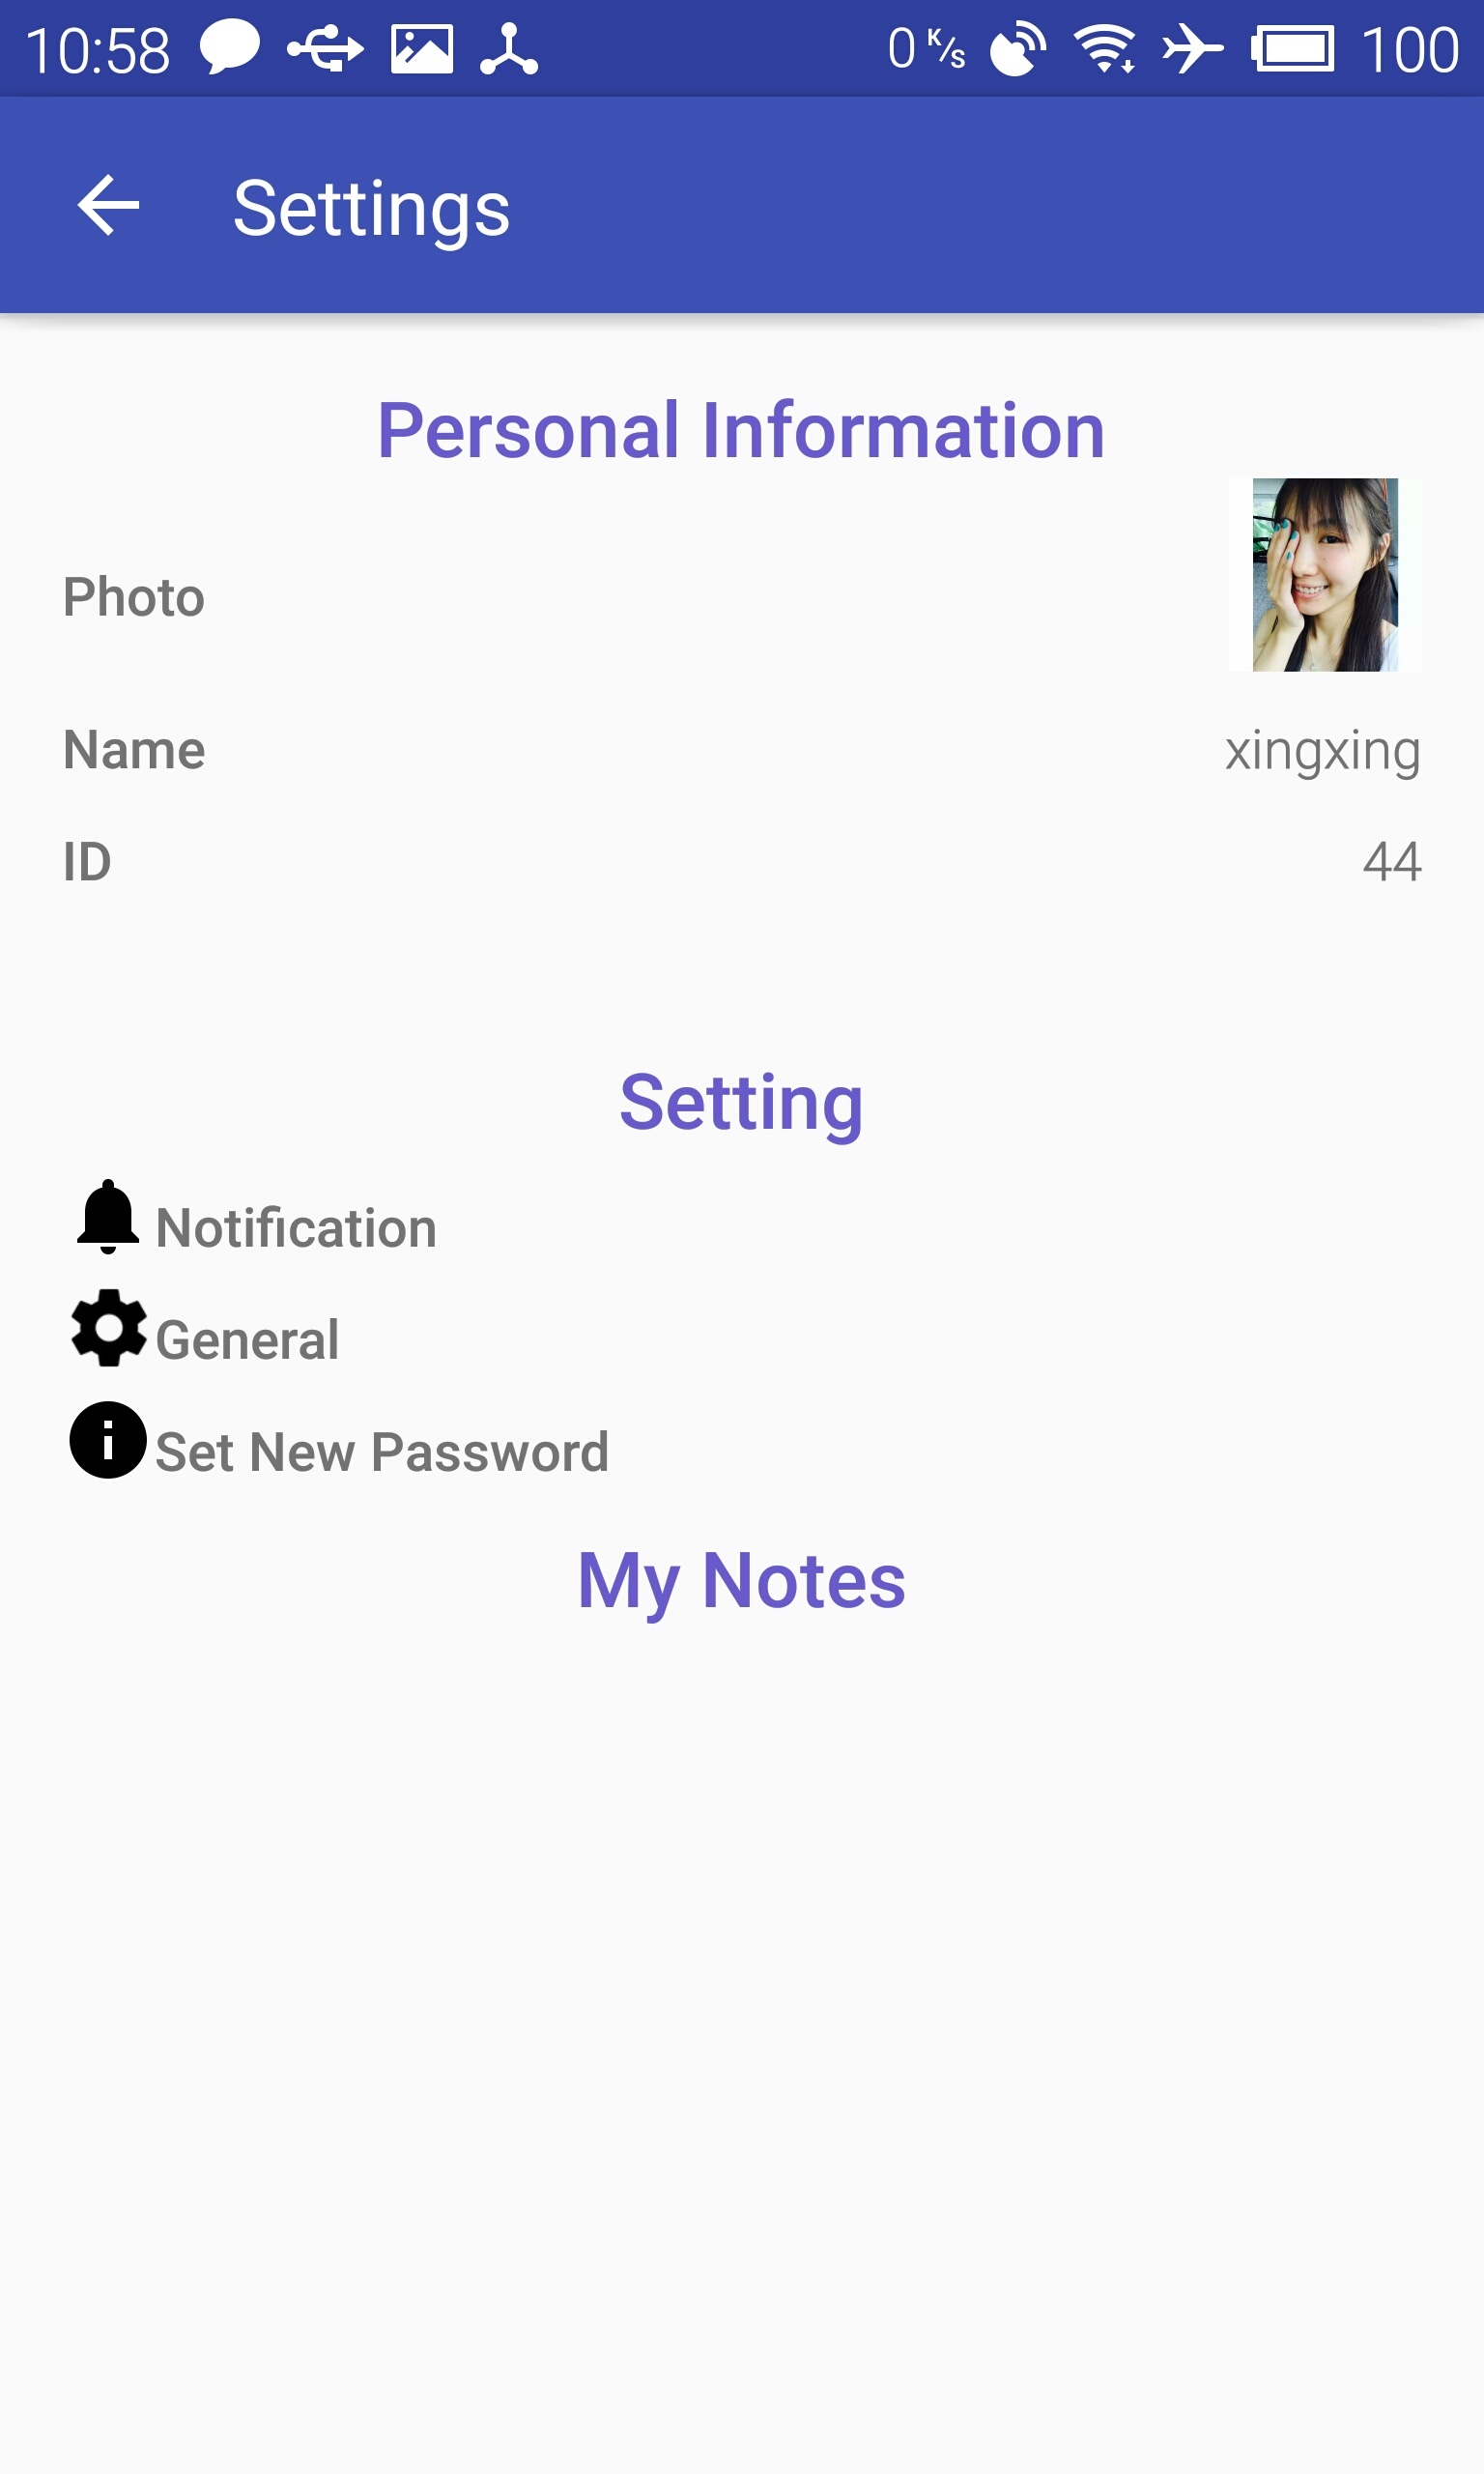 10:58 0 K/s 100
Settings
Personal Information
Photo
Name xingxing
ID 44
Setting
Notification
General
Set New Password
My Notes